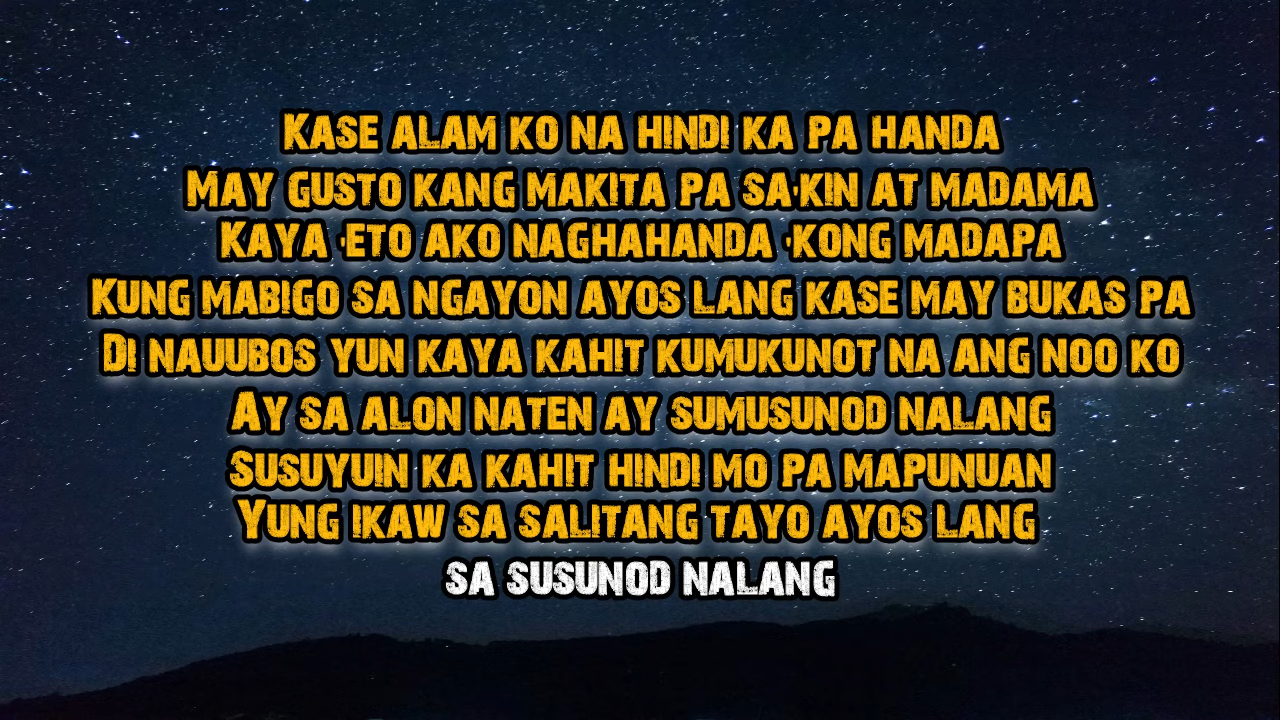 Kase alam ko na hindi ka pa handa
May gusto kang makita pa sa'kin at madama
Kaya 'eto ako naghahanda 'kong madapa
Kung mabigo sa ngayon ayos lang kase may bukas pa
Di nauubos yun kaya kahit kumukunot na ang noo ko
Ay sa alon naten ay sumusunod nalang
Susuyuin ka kahit hindi mo pa mapunuan
Yung ikaw sa salitang tayo ayos lang
sa susunod nalang